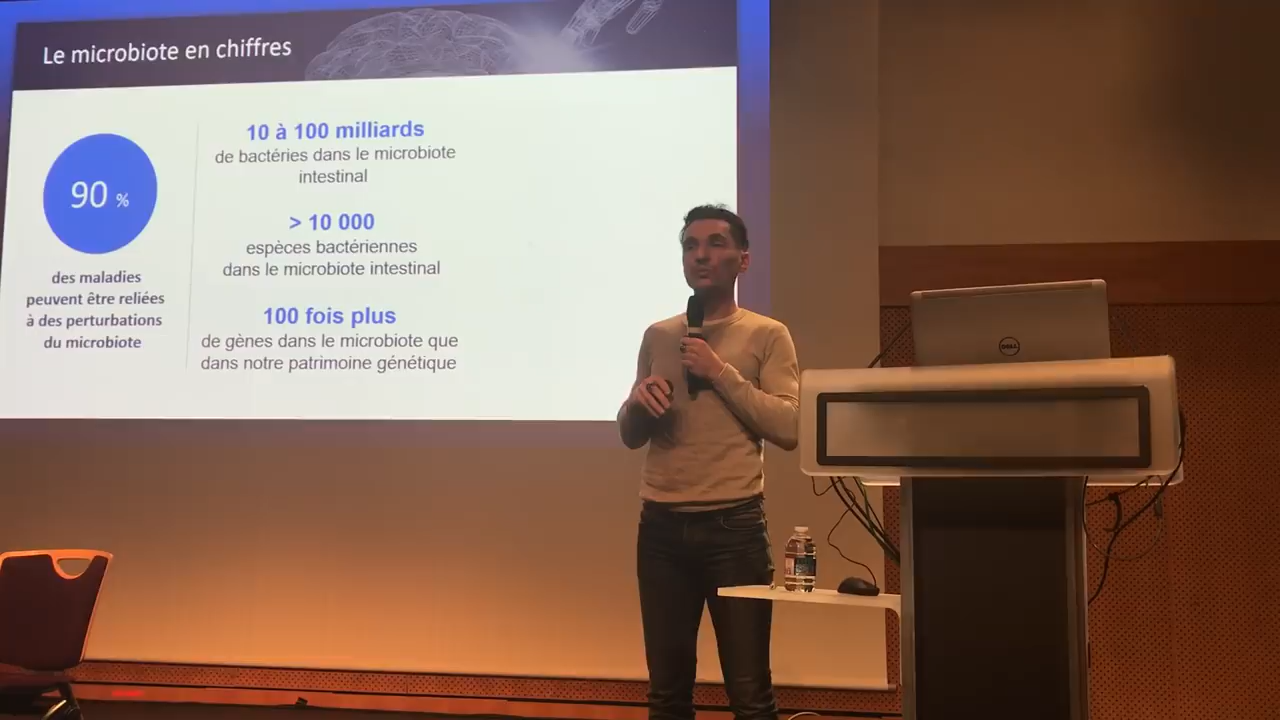 Le microbiote en chiffres
90 %
des maladies
peuvent être reliées
à des perturbations
du microbiote
10 à 100 milliards
de bactéries dans le microbiote
intestinal
> 10 000
espèces bactériennes
dans le microbiote intestinal
100 fois plus
de gènes dans le microbiote que
dans notre patrimoine génétique
DELL